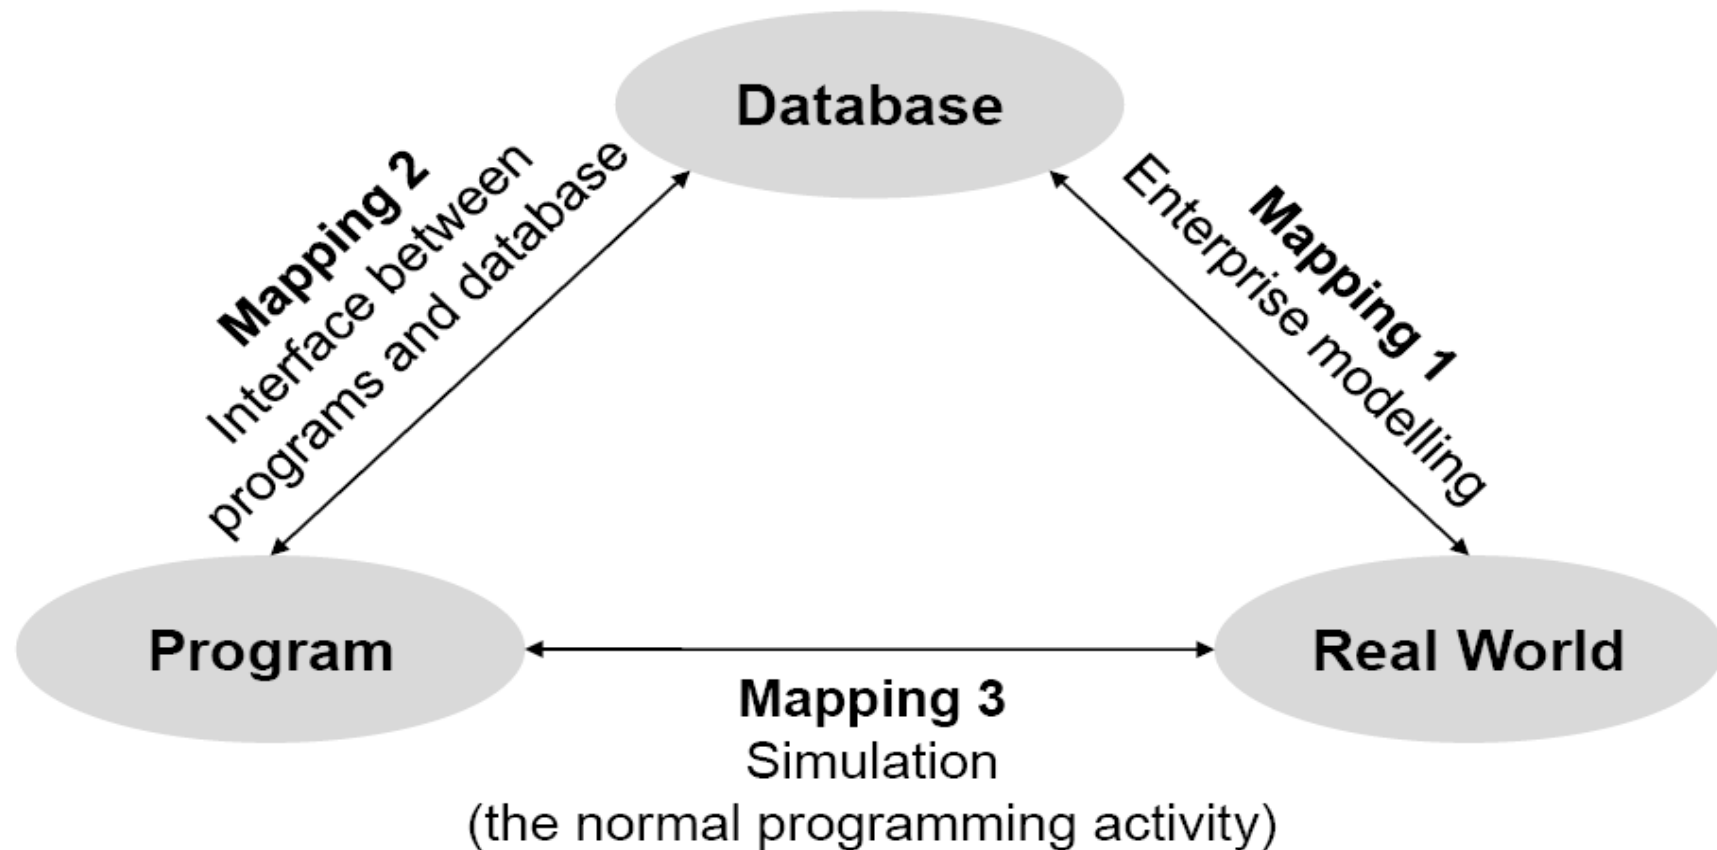 Database
Mapping 2
Interface between
programs and database
Mapping 1
Enterprise modelling
Program
Real World
Mapping 3
Simulation
(the normal programming activity)